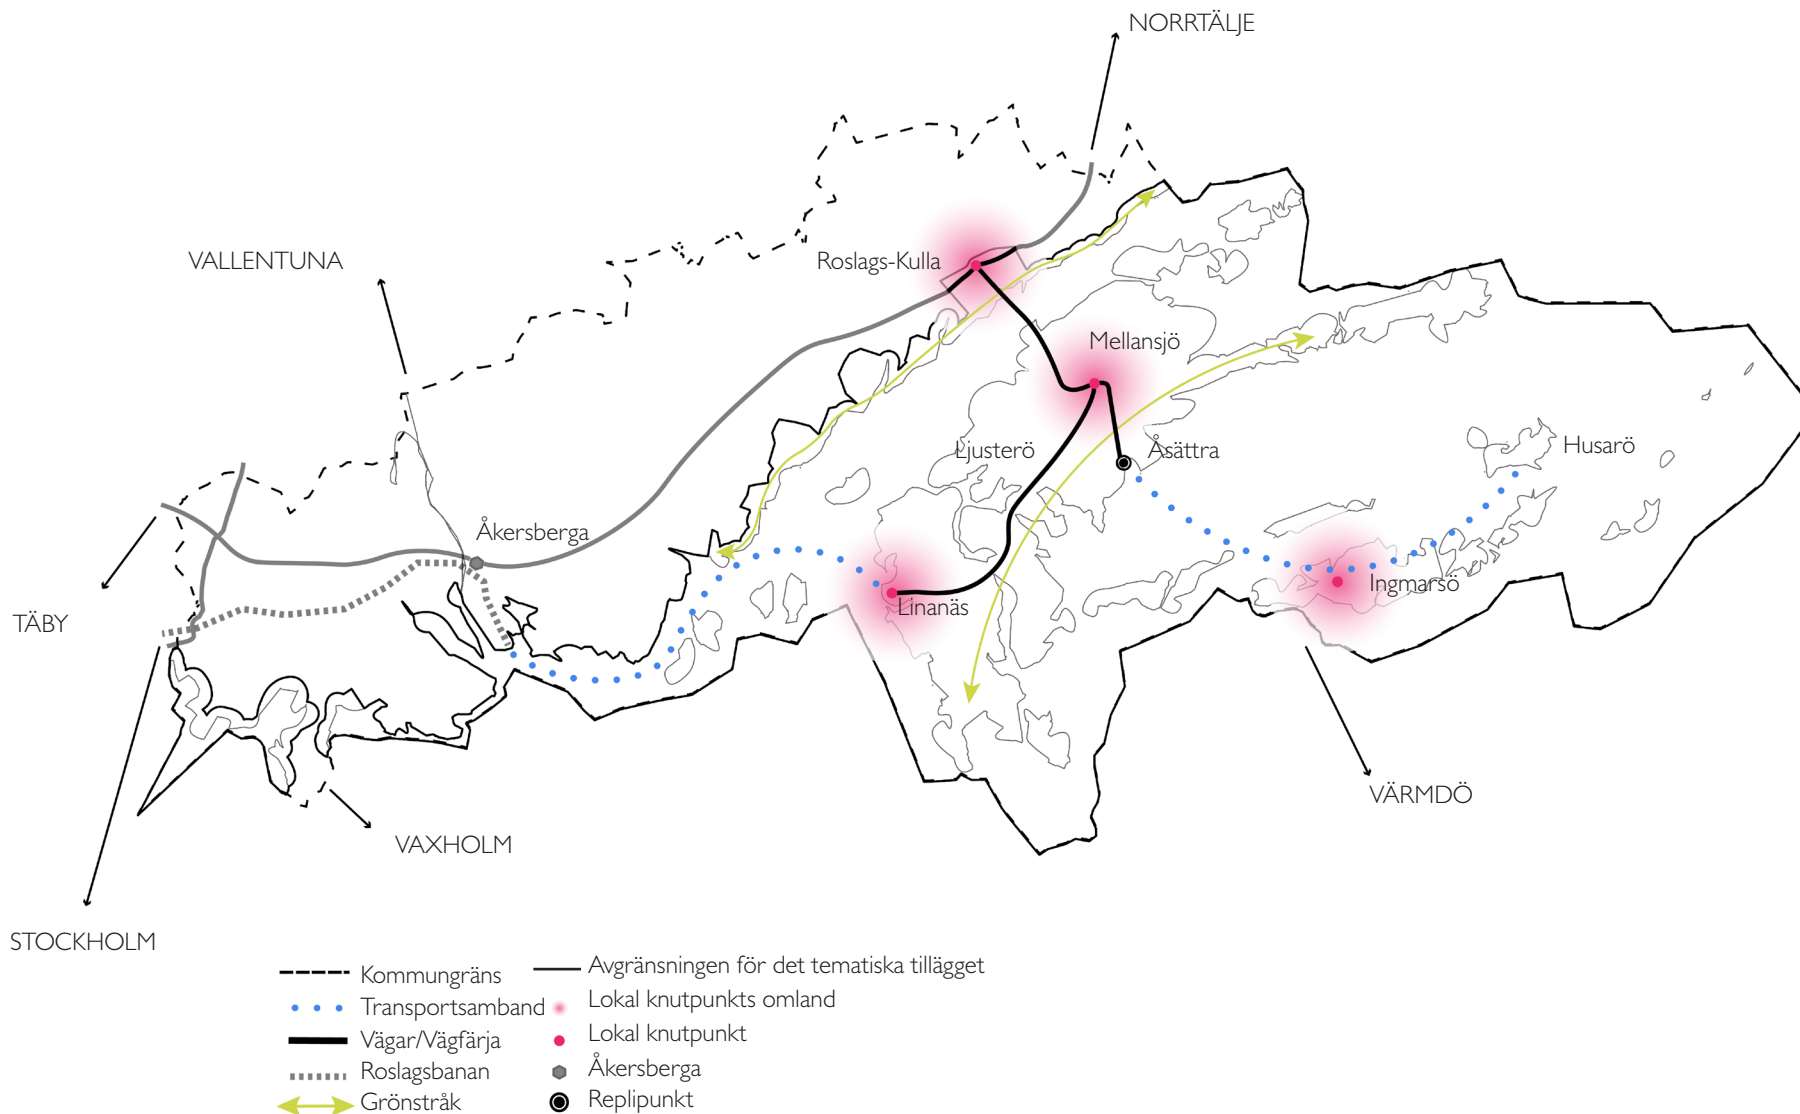 NORRTÄLJE
VALLENTUNA
Roslags-Kulla
Mellansjö
Ljusterö
Åsättra
Husarö
Åkersberga
Linanäs
Ingmarsö
TÄBY
VÄRMDÖ
VAXHOLM
STOCKHOLM
Kommungräns
Transportsamband
Vägar/Vägfärja
Roslagsbanan
Grönstråk
Avgränsningen för det tematiska tillägget
Lokal knutpunkts omland
Lokal knutpunkt
Åkersberga
Replipunkt